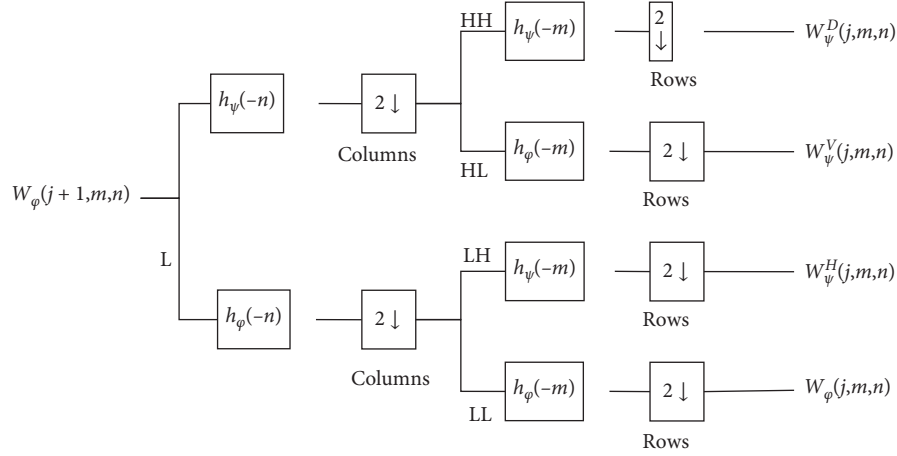 HH
h_ψ(–m)
2
↓
W_ψ^D(j,m,n)
Rows
h_ψ(–n)
2 ↓
Columns
h_φ(–m)
2 ↓
W_ψ^V(j,m,n)
HL
Rows
W_φ(j + 1,m,n)
L
LH
h_ψ(–m)
2 ↓
W_ψ^H(j,m,n)
Rows
h_φ(–n)
2 ↓
Columns
h_φ(–m)
2 ↓
W_φ(j,m,n)
LL
Rows